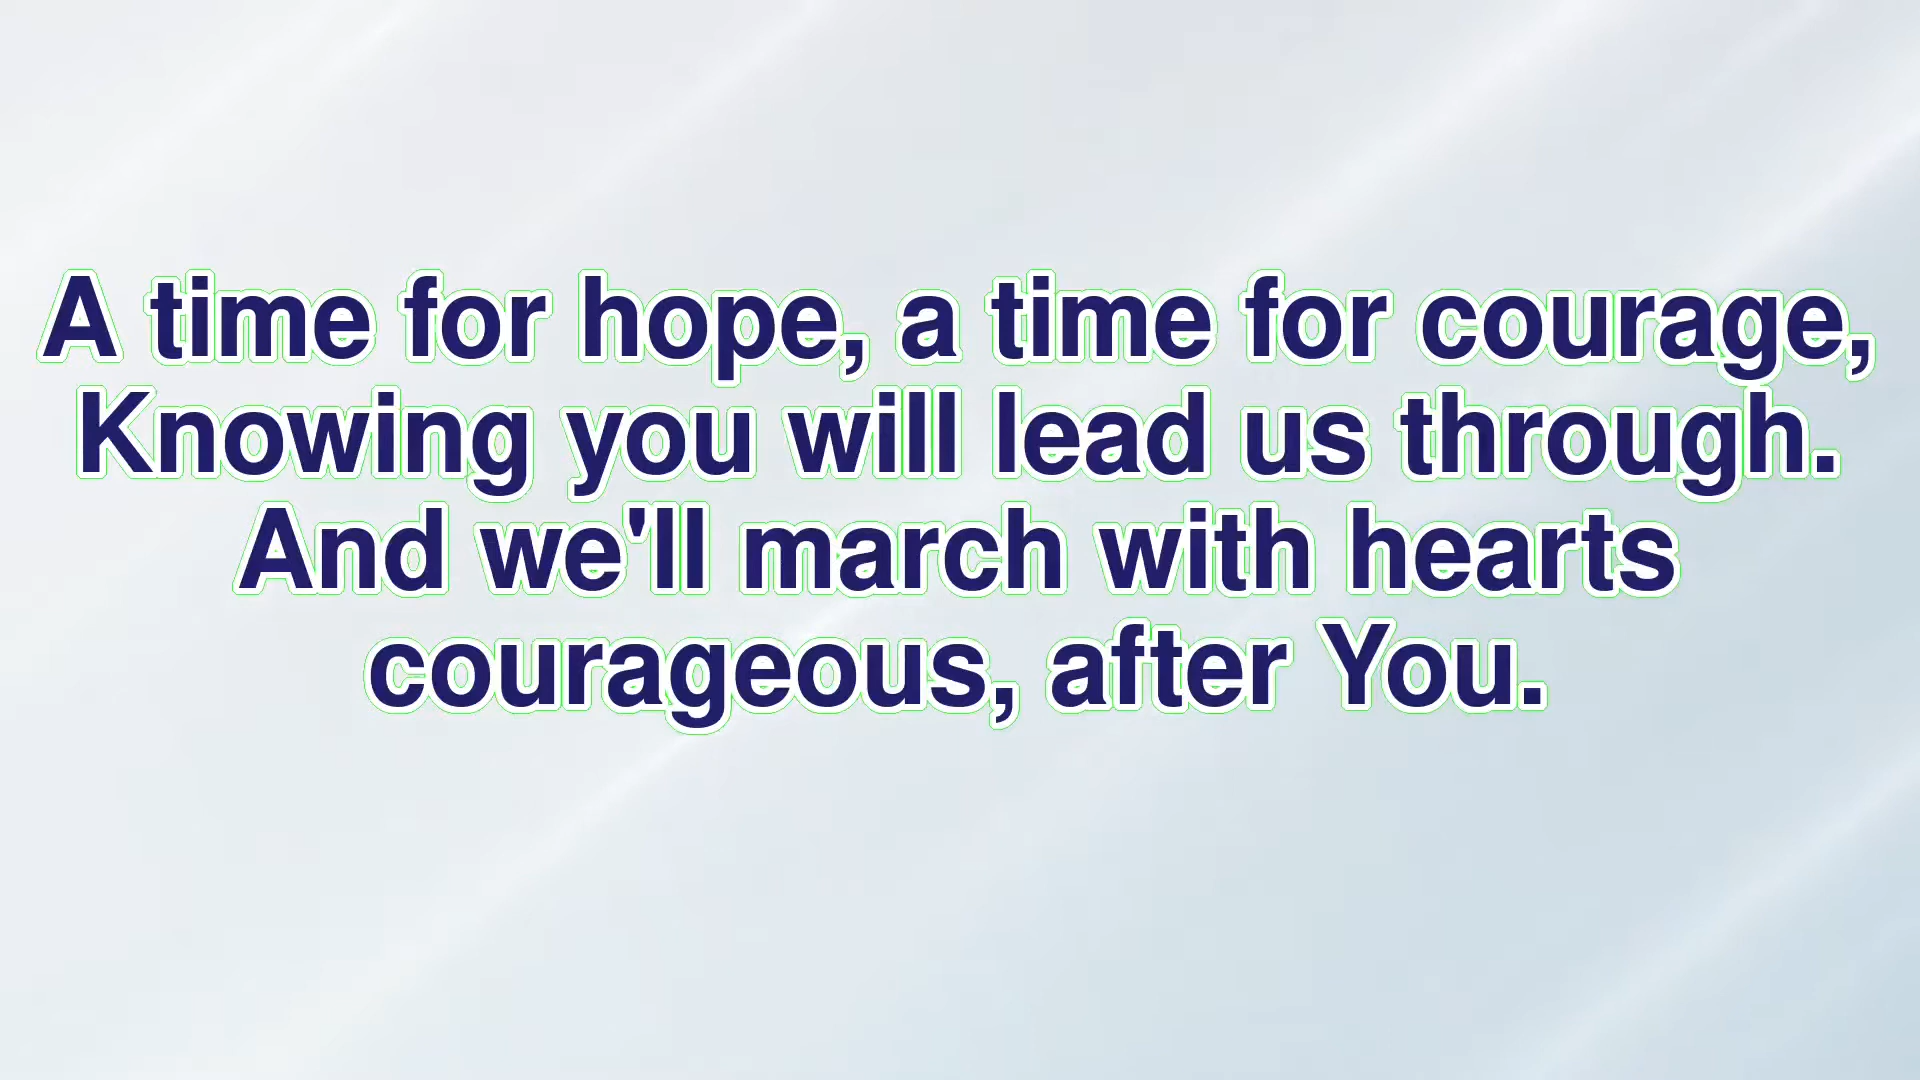 A time for hope, a time for courage,
Knowing you will lead us through.
And we'll march with hearts
courageous, after You.